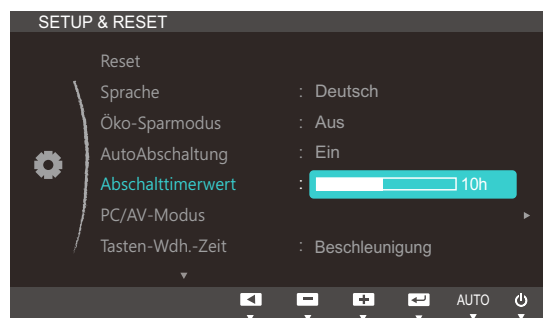 SETUP & RESET
Reset
Sprache : Deutsch
Öko-Sparmodus : Aus
AutoAbschaltung : Ein
Abschalttimerwert : 10h
PC/AV-Modus
Tasten-Wdh.-Zeit : Beschleunigung
AUTO